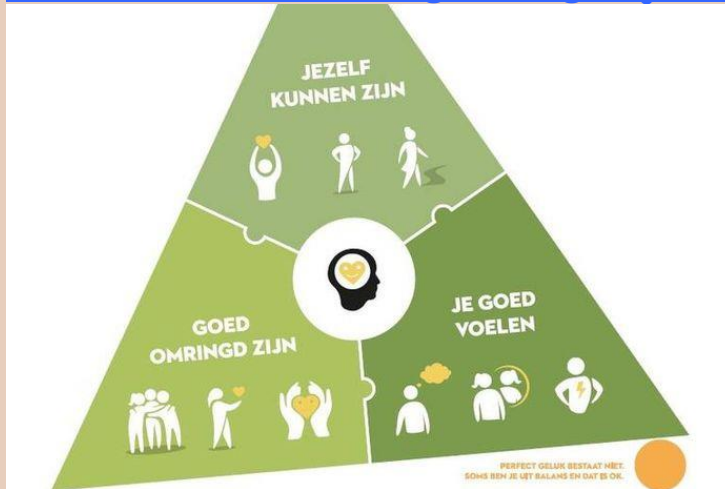 JEZELF
KUNNEN ZIJN
GOED
OMRINGD ZIJN
JE GOED
VOELEN
PERFECT GELUK BESTAAT NIET.
SOMS BEN JE UIT BALANS EN DAT IS OK.